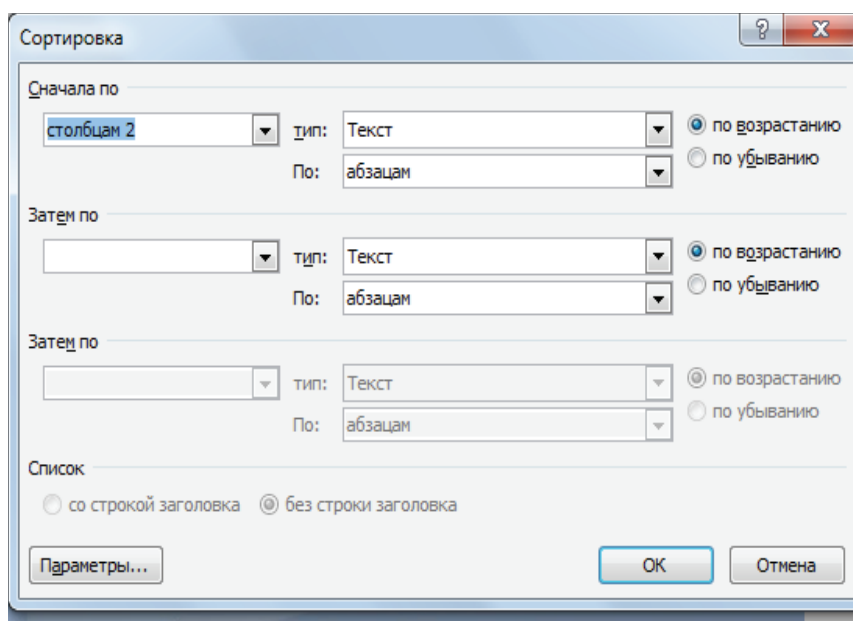 Сортировка
Сначала по
столбцам 2 тип: Текст по возрастанию
По: абзацам по убыванию
Затем по
тип: Текст по возрастанию
По: абзацам по убыванию
Затем по
тип: Текст по возрастанию
По: абзацам по убыванию
Список
со строкой заголовка без строки заголовка
Параметры... ОК Отмена